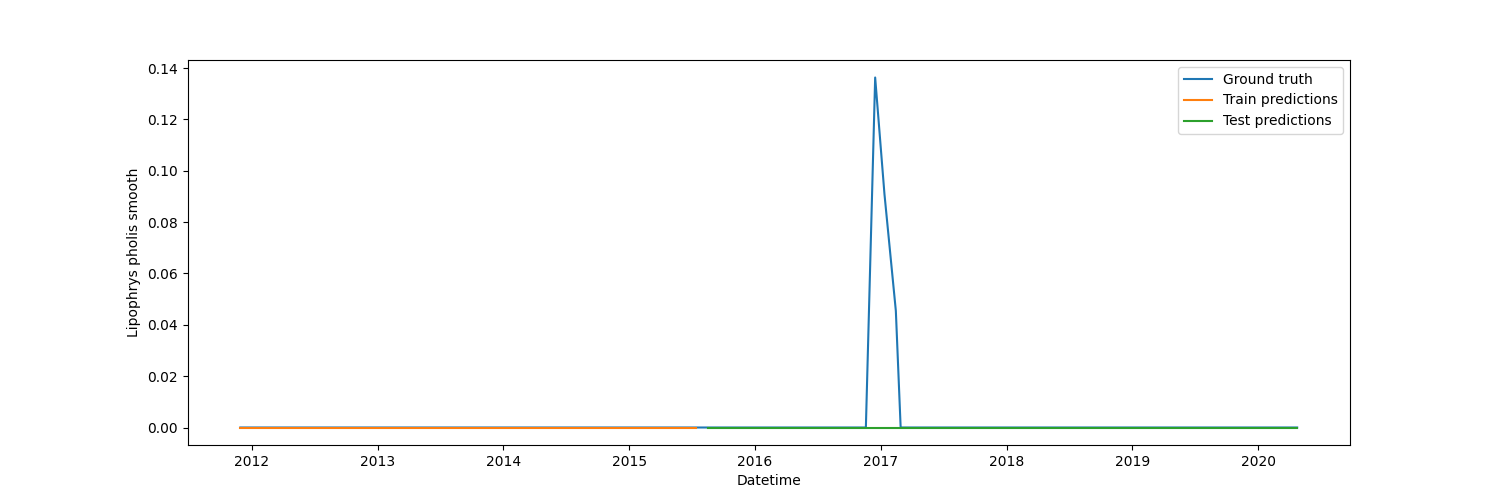 0.14
0.12
0.10
0.08
0.06
0.04
0.02
0.00
Lipophrys pholis smooth
Ground truth
Train predictions
Test predictions
2012 2013 2014 2015 2016 2017 2018 2019 2020
Datetime